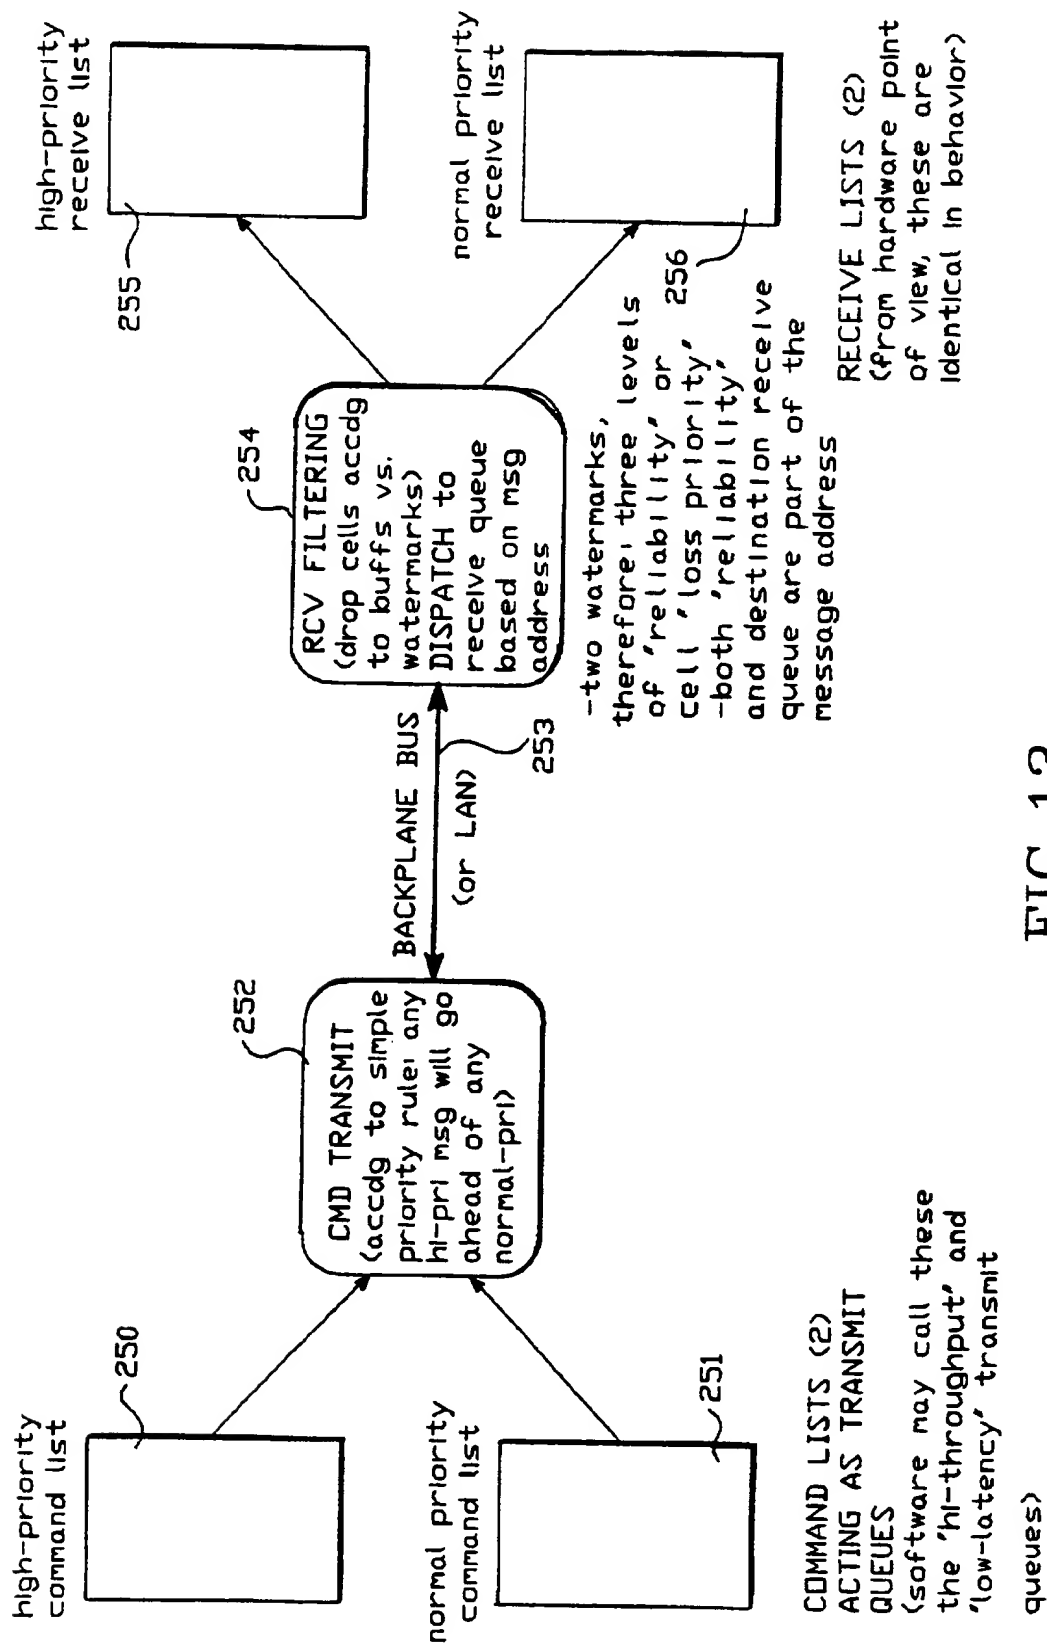 high-priority
command list
250
normal priority
command list
251
COMMAND LISTS (2)
ACTING AS TRANSMIT
QUEUES
(software may call these
the 'hi-throughput' and
'low-latency' transmit
queues)
252
CMD TRANSMIT
(accdg to simple
priority rule: any
hi-pri msg will go
ahead of any
normal-pri)
BACKPLANE BUS
(or LAN)
253
254
RCV FILTERING
(drop cells accdg
to buffs vs.
watermarks)
DISPATCH to
receive queue
based on msg
address
-two watermarks,
therefore: three levels
of 'reliability' or
cell 'loss priority'
-both 'reliability'
and destination receive
queue are part of the
message address
high-priority
receive list
255
normal priority
receive list
256
RECEIVE LISTS (2)
(from hardware point
of view, these are
identical in behavior)